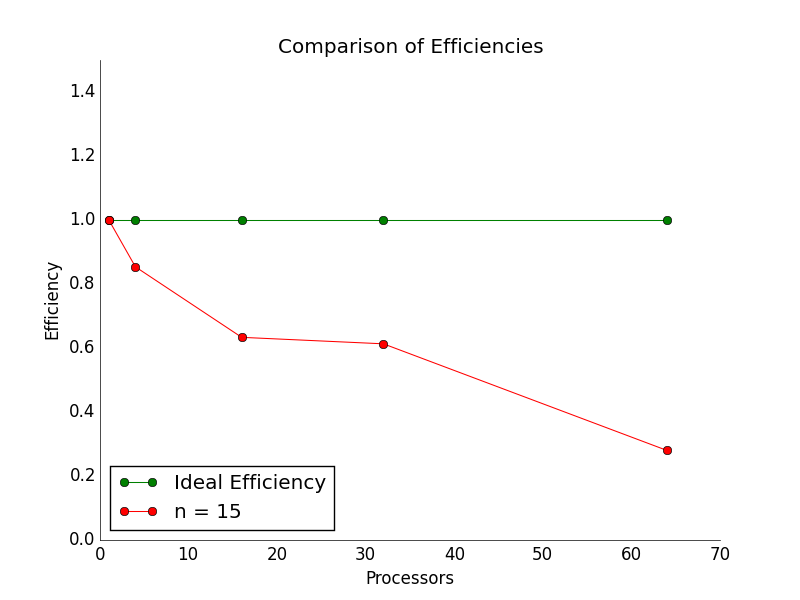 Comparison of Efficiencies
1.4
1.2
1.0
0.8
0.6
0.4
0.2
0.0
Efficiency
Ideal Efficiency
n = 15
0 10 20 30 40 50 60 70
Processors